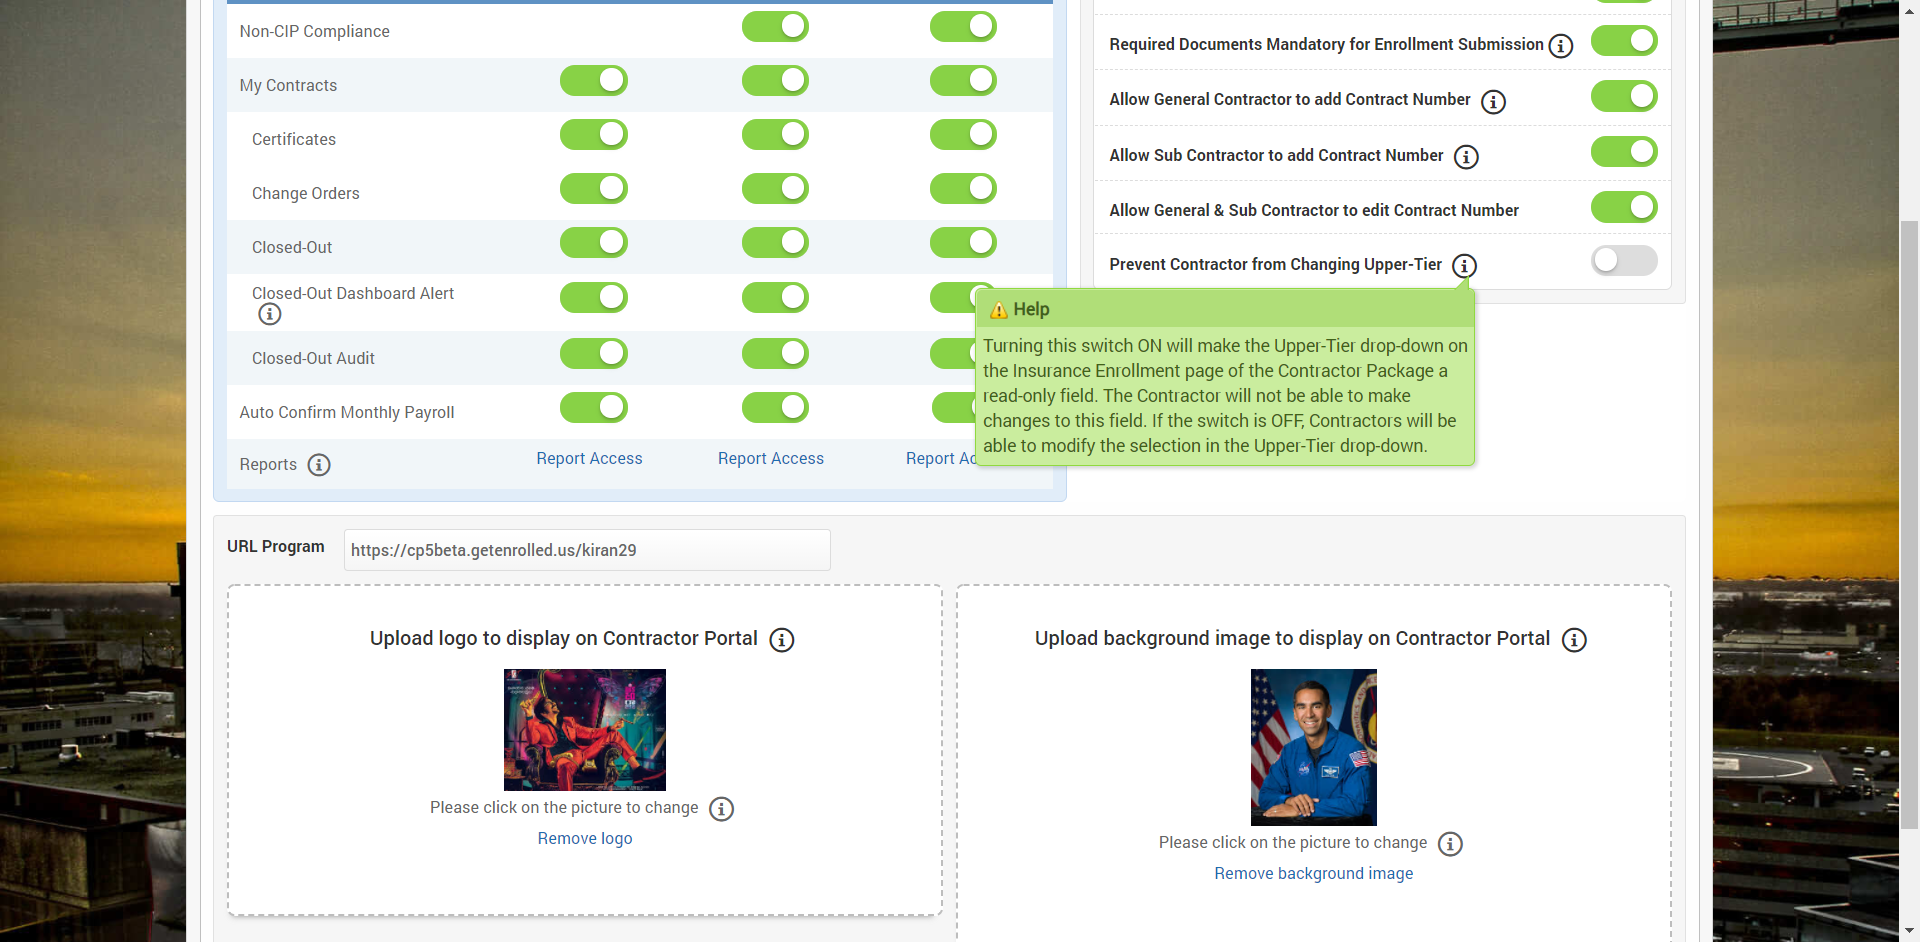 Non-CIP Compliance
My Contracts
Certificates
Change Orders
Closed-Out
Closed-Out Dashboard Alert
Closed-Out Audit
Auto Confirm Monthly Payroll
Reports
Report Access
Report Access
Report Ac
Required Documents Mandatory for Enrollment Submission
Allow General Contractor to add Contract Number
Allow Sub Contractor to add Contract Number
Allow General & Sub Contractor to edit Contract Number
Prevent Contractor from Changing Upper-Tier
Help
Turning this switch ON will make the Upper-Tier drop-down on
the Insurance Enrollment page of the Contractor Package a
read-only field. The Contractor will not be able to make
changes to this field. If the switch is OFF, Contractors will be
able to modify the selection in the Upper-Tier drop-down.
URL Program
https://cp5beta.getenrolled.us/kiran29
Upload logo to display on Contractor Portal
Please click on the picture to change
Remove logo
Upload background image to display on Contractor Portal
Please click on the picture to change
Remove background image